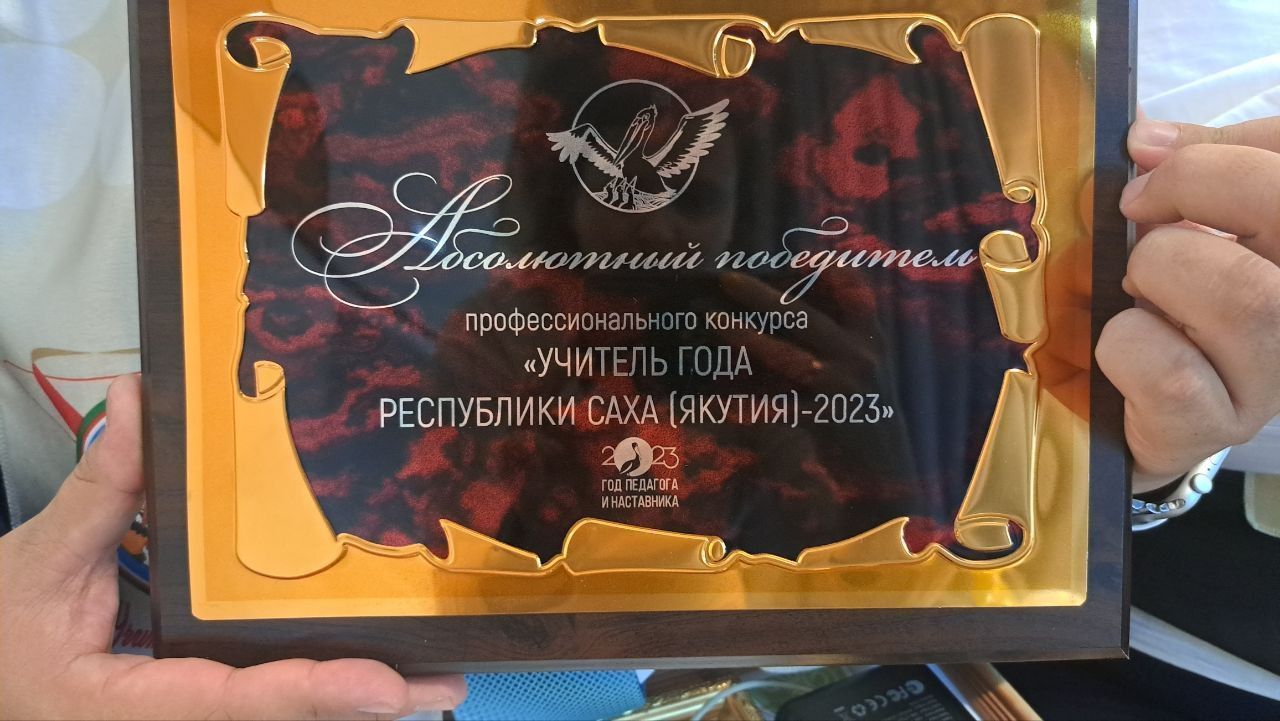 Абсолютный победитель
профессионального конкурса
«УЧИТЕЛЬ ГОДА
РЕСПУБЛИКИ САХА (ЯКУТИЯ)-2023»
2023
ГОД ПЕДАГОГА
И НАСТАВНИКА